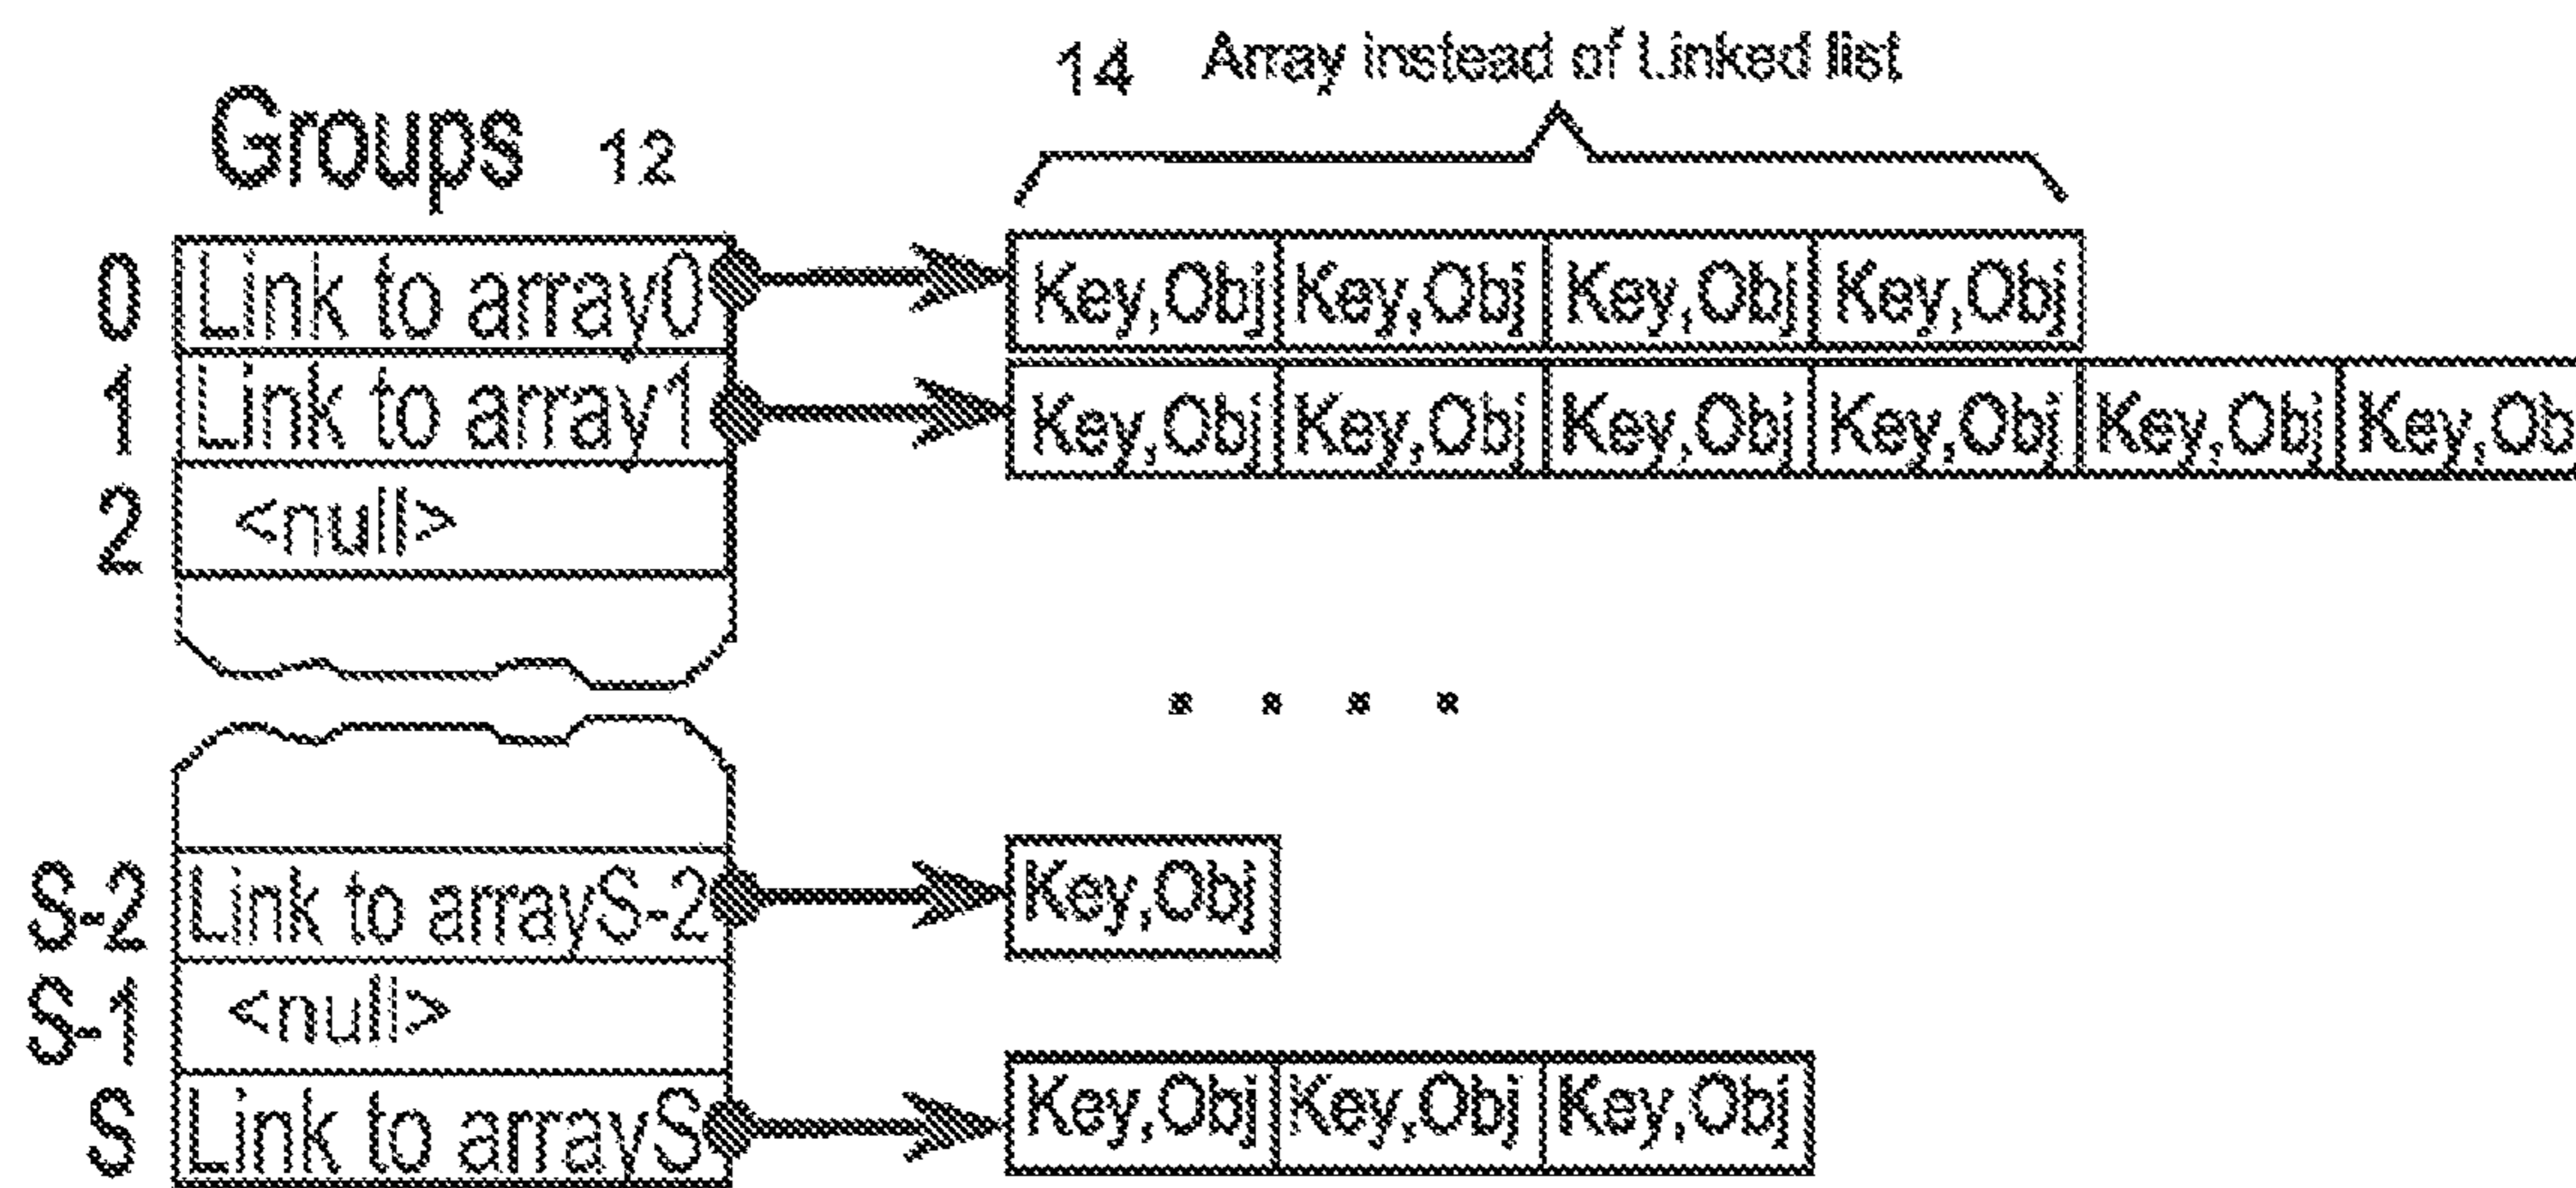 14 Array instead of Linked list
Groups 12
0 Link to array0 Key,Obj Key,Obj Key,Obj Key,Obj
1 Link to array1 Key,Obj Key,Obj Key,Obj Key,Obj Key,Obj Key,Ob
2 <null>
S-2 Link to arrayS-2 Key,Obj
S-1 <null>
S Link to arrayS Key,Obj Key,Obj Key,Obj